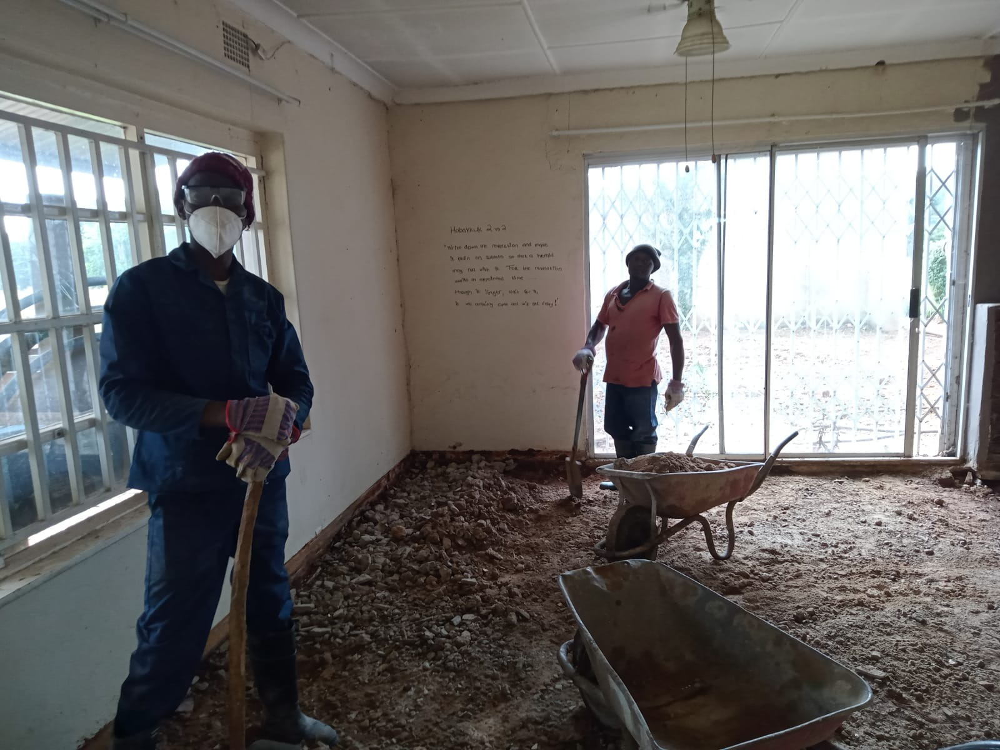 Habakkuk 2 vs 2
"Write down the revelation and make
it plain on tablets so that a herald
may run with it. For the revelation
awaits an appointed time ......
though it linger, wait for it,
it will certainly come and will not delay!"